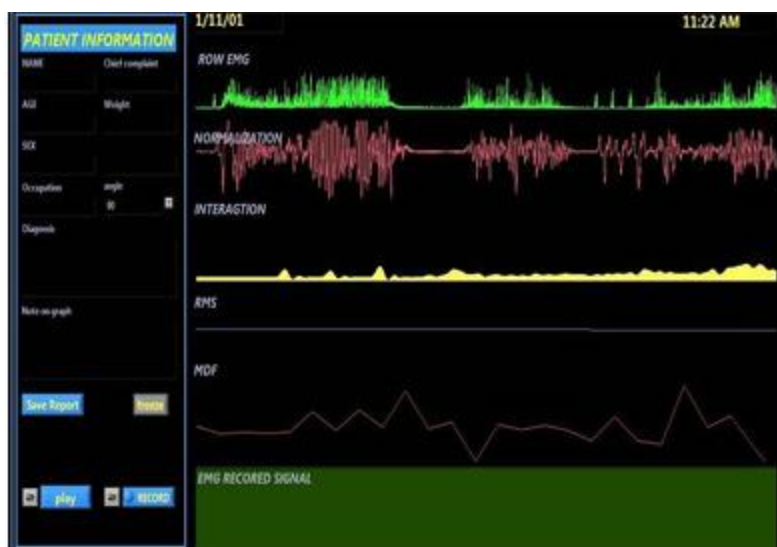 PATIENT INFORMATION
NAME Chief complaint
AGE Weight
SEX
Occupation angle
00
Diagnosis
Note on graph
Save Report freeze
play RECORD
1/11/01 11:22 AM
ROW EMG
NORMALIZATION
INTERAGTION
RMS
MDF
EMG RECORED SIGNAL